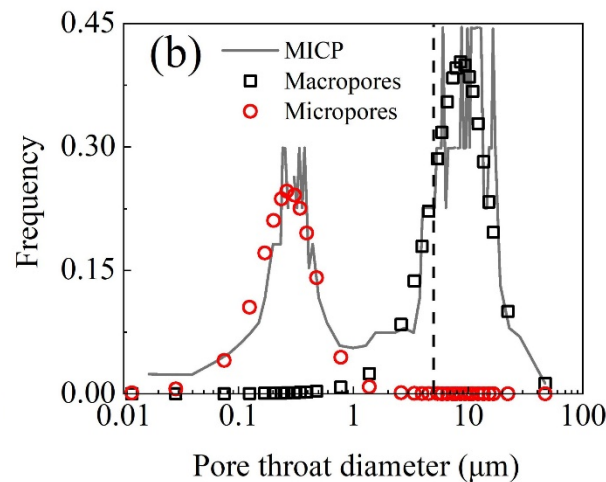 (b)
MICP
Macropores
Micropores
Frequency
0.45
0.30
0.15
0.00
0.01
0.1
1
10
100
Pore throat diameter (μm)